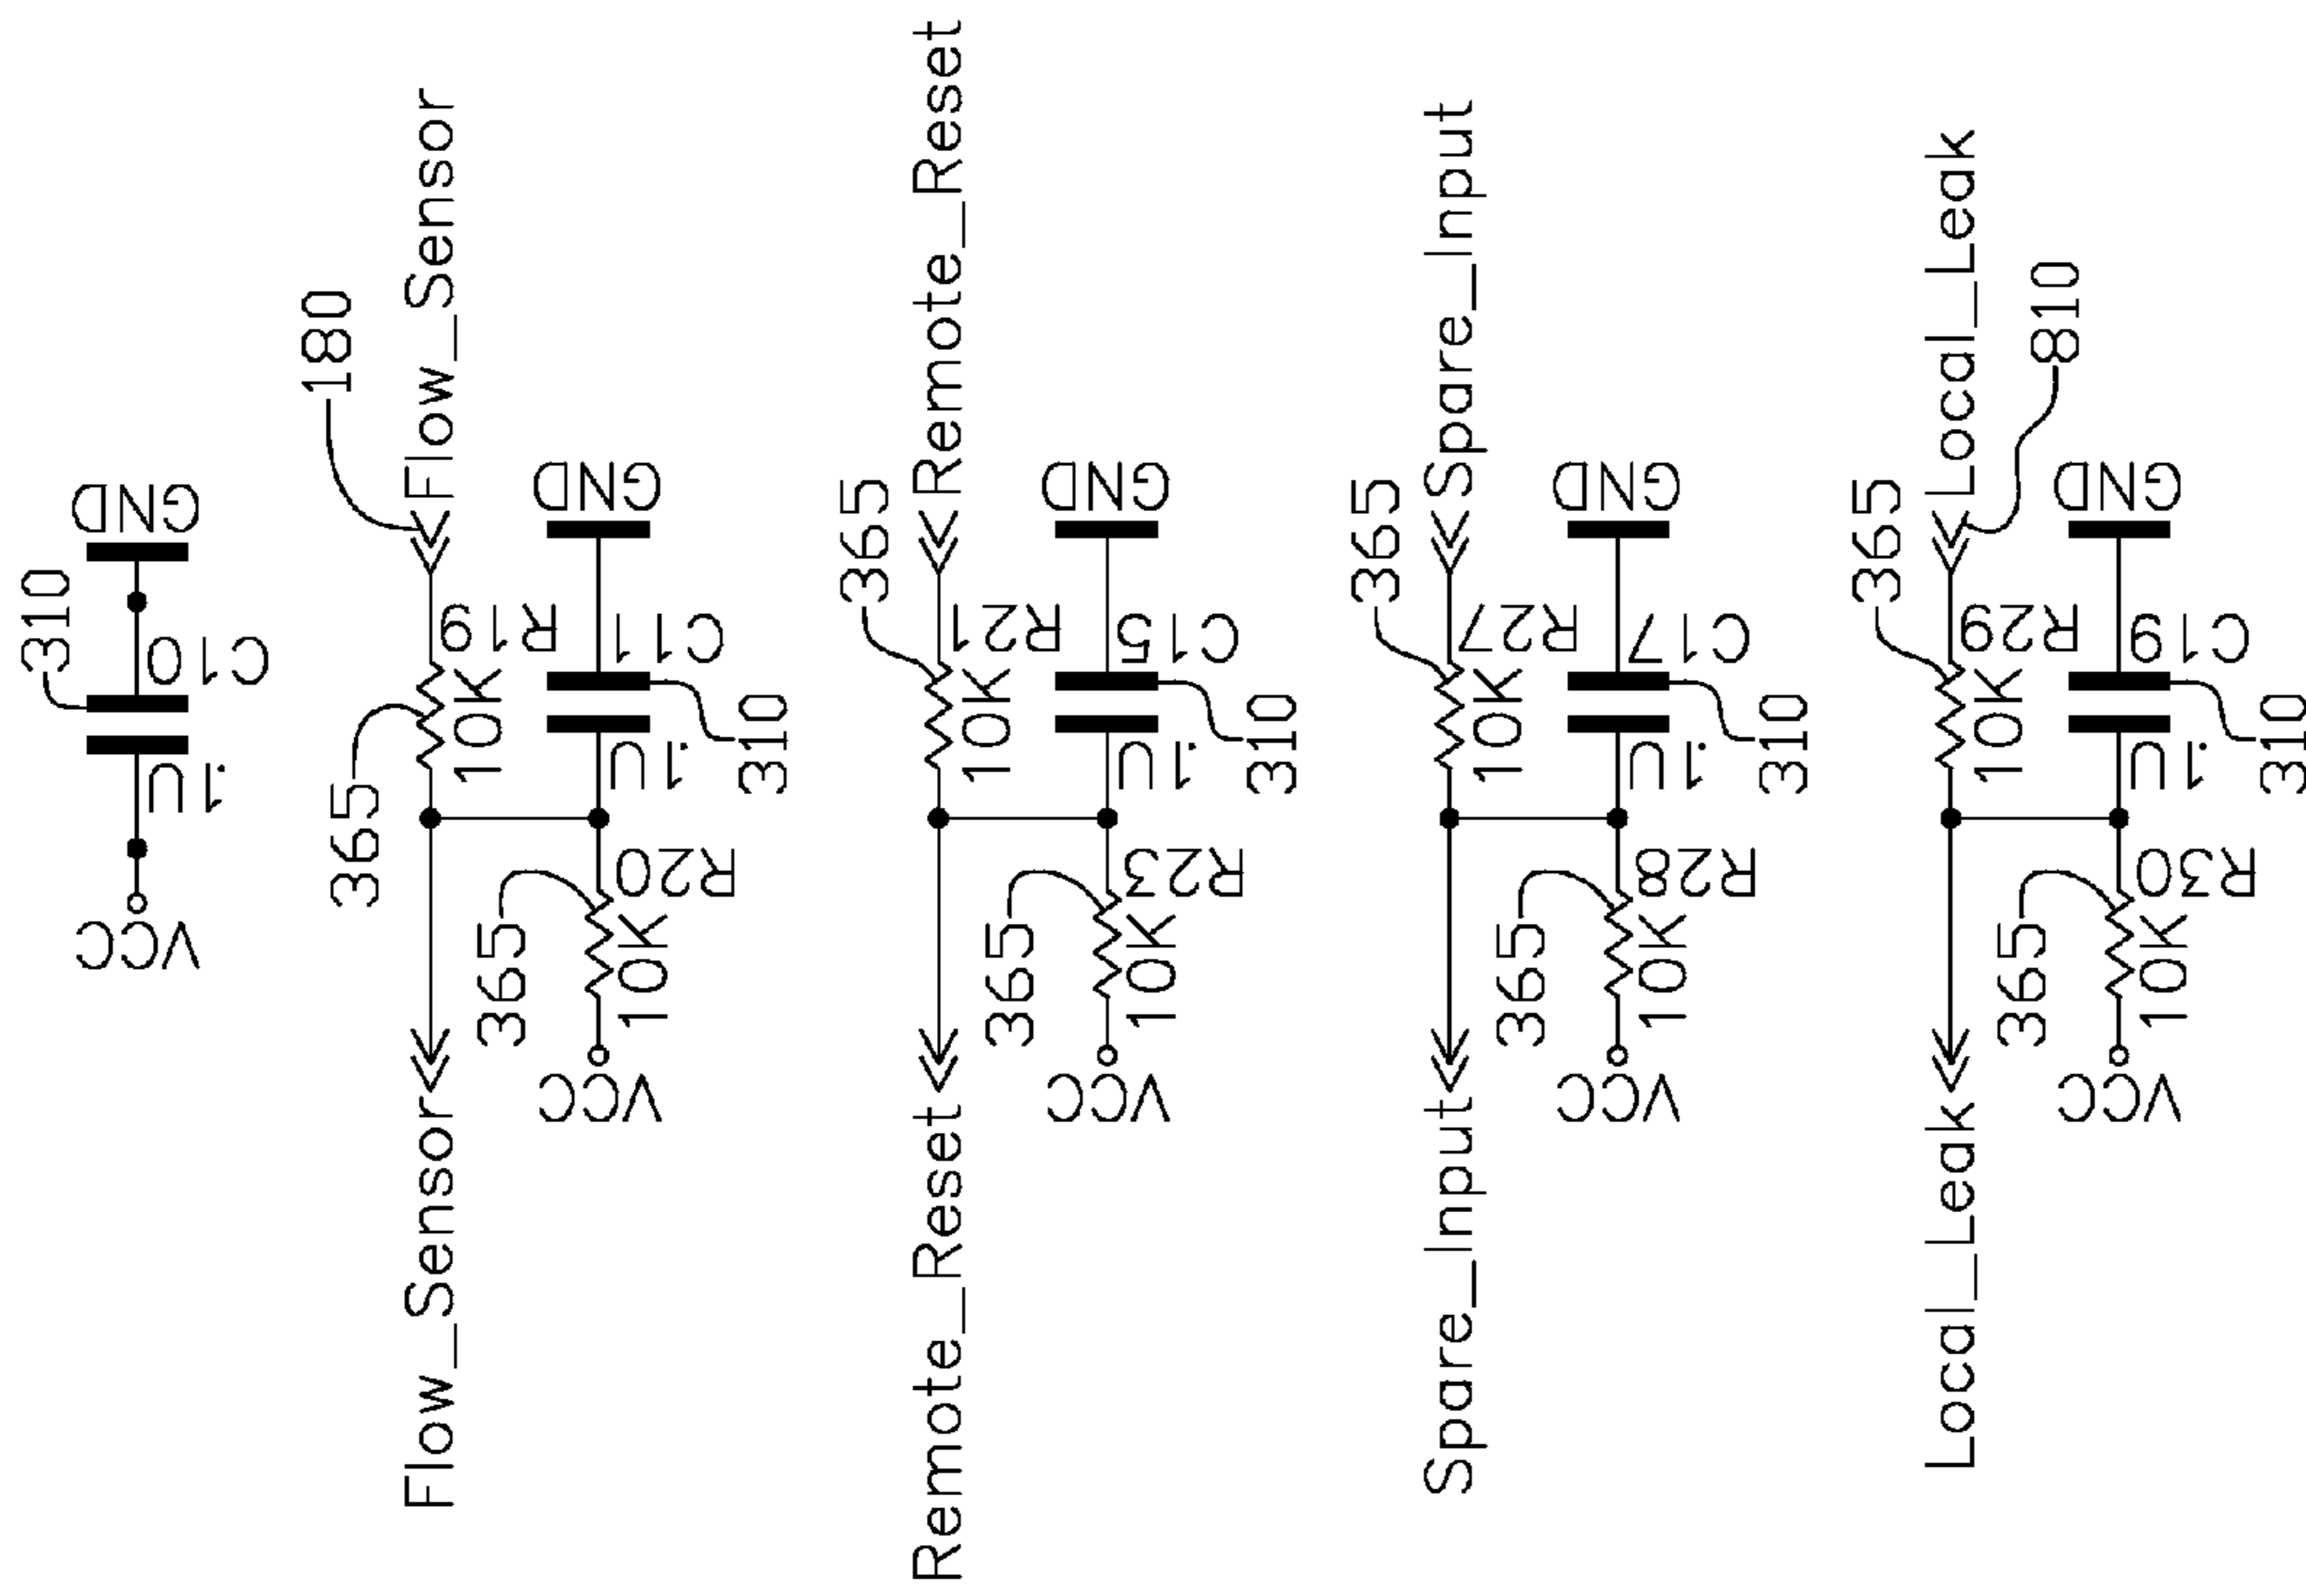 310
C10
.1U
VCC
GND
180
Flow_Sensor
Flow_Sensor
365
10K
R19
GND
C11
.1U
310
365
R20
10K
VCC
Remote_Reset
Remote_Reset
365
10K
R21
GND
C15
.1U
310
365
R23
10K
VCC
Spare_Input
Spare_Input
365
10K
R27
GND
C17
.1U
310
365
R28
10K
VCC
Local_Leak
Local_Leak
810
365
10K
R29
GND
C19
.1U
310
365
R30
10K
VCC